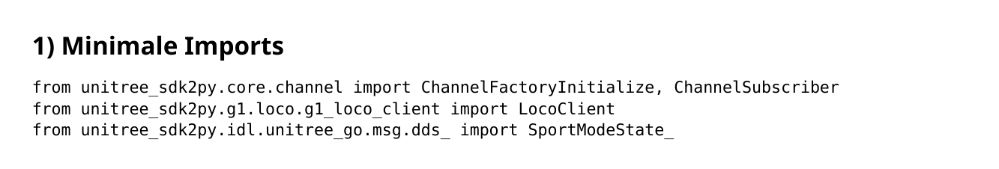 1) Minimale Imports
from unitree_sdk2py.core.channel import ChannelFactoryInitialize, ChannelSubscriber
from unitree_sdk2py.g1.loco.g1_loco_client import LocoClient
from unitree_sdk2py.idl.unitree_go.msg.dds_ import SportModeState_